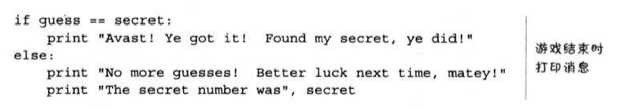 if guess == secret:
    print "Avast! Ye got it!  Found my secret, ye did!"
else:
    print "No more guesses!  Better luck next time, matey!"
    print "The secret number was", secret
游戏结束时
打印消息